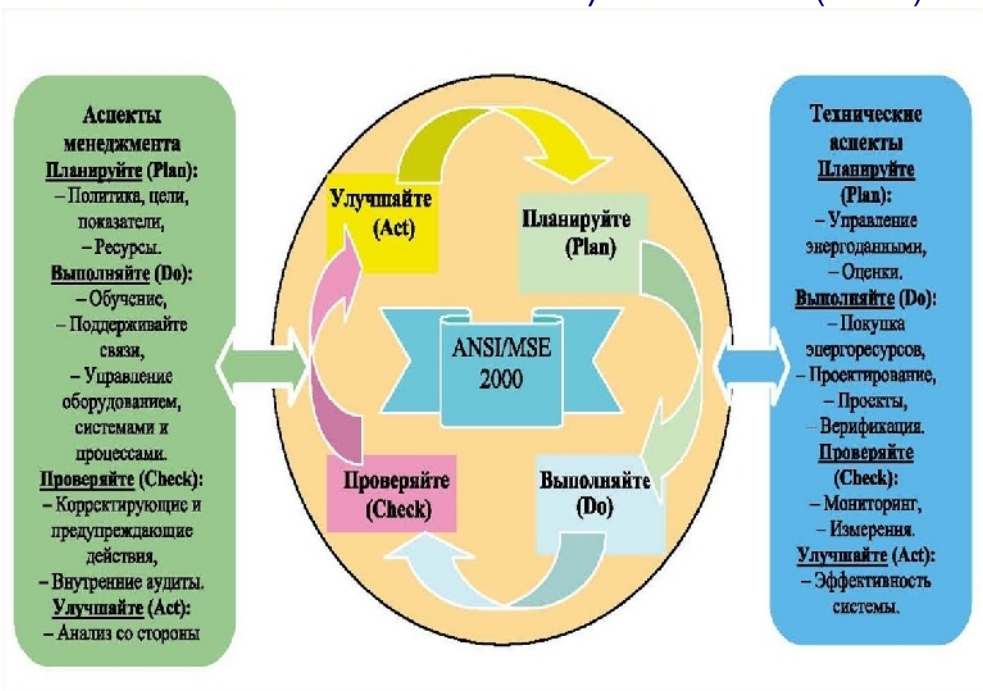 Аспекты
менеджмента
Планируйте (Plan):
– Политика, цели,
показатели,
– Ресурсы.
Выполняйте (Do):
– Обучение,
– Поддерживайте
связи,
– Управление
оборудованием,
системами и
процессами.
Проверяйте (Check):
– Корректирующие и
предупреждающие
действия,
– Внутренние аудиты.
Улучшайте (Act):
– Анализ со стороны
Улучшайте
(Act)
Планируйте
(Plan)
ANSI/MSE
2000
Проверяйте
(Check)
Выполняйте
(Do)
Технические
аспекты
Планируйте
(Plan):
– Управление
энергоданными,
– Оценки.
Выполняйте (Do):
– Покупка
энергоресурсов,
– Проектирование,
– Проекты,
– Верификация.
Проверяйте
(Check):
– Мониторинг,
– Измерения.
Улучшайте (Act):
– Эффективность
системы.